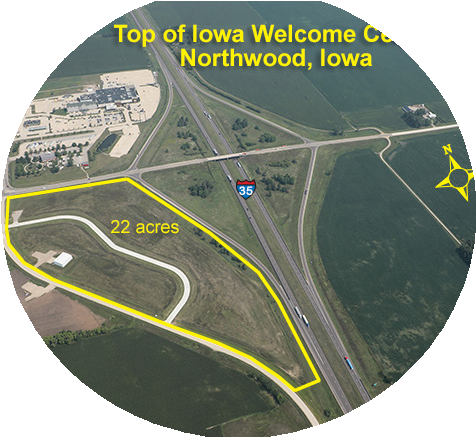 Top of Iowa Welcome Ce
Northwood, Iowa
N
35
22 acres